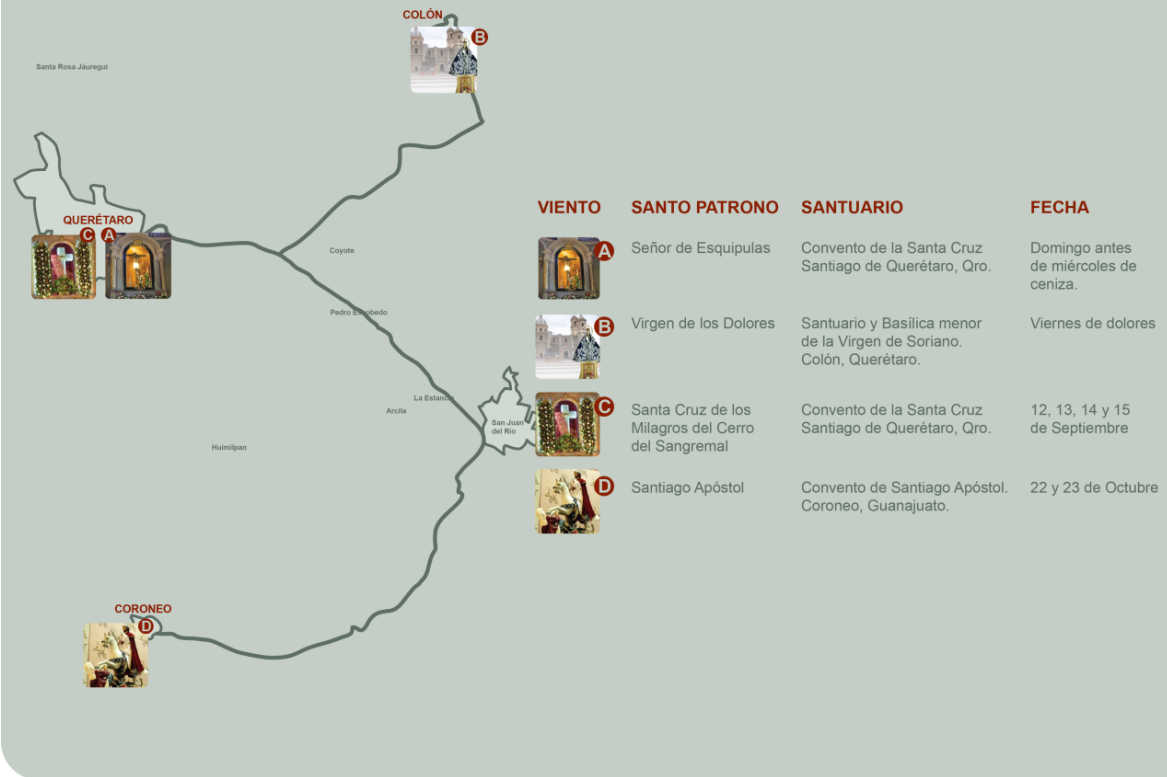 COLÓN
B
Santa Rosa Jáuregui
QUERÉTARO
C A
Coyote
Pedro Escobedo
La Estancia
Arcila
San Juan
del Río
Huimilpan
CORONEO
D
VIENTO SANTO PATRONO SANTUARIO FECHA
A Señor de Esquipulas Convento de la Santa Cruz Domingo antes
Santiago de Querétaro, Qro. de miércoles de
ceniza.
B Virgen de los Dolores Santuario y Basílica menor Viernes de dolores
de la Virgen de Soriano.
Colón, Querétaro.
C Santa Cruz de los Convento de la Santa Cruz 12, 13, 14 y 15
Milagros del Cerro Santiago de Querétaro, Qro. de Septiembre
del Sangremal
D Santiago Apóstol Convento de Santiago Apóstol. 22 y 23 de Octubre
Coroneo, Guanajuato.